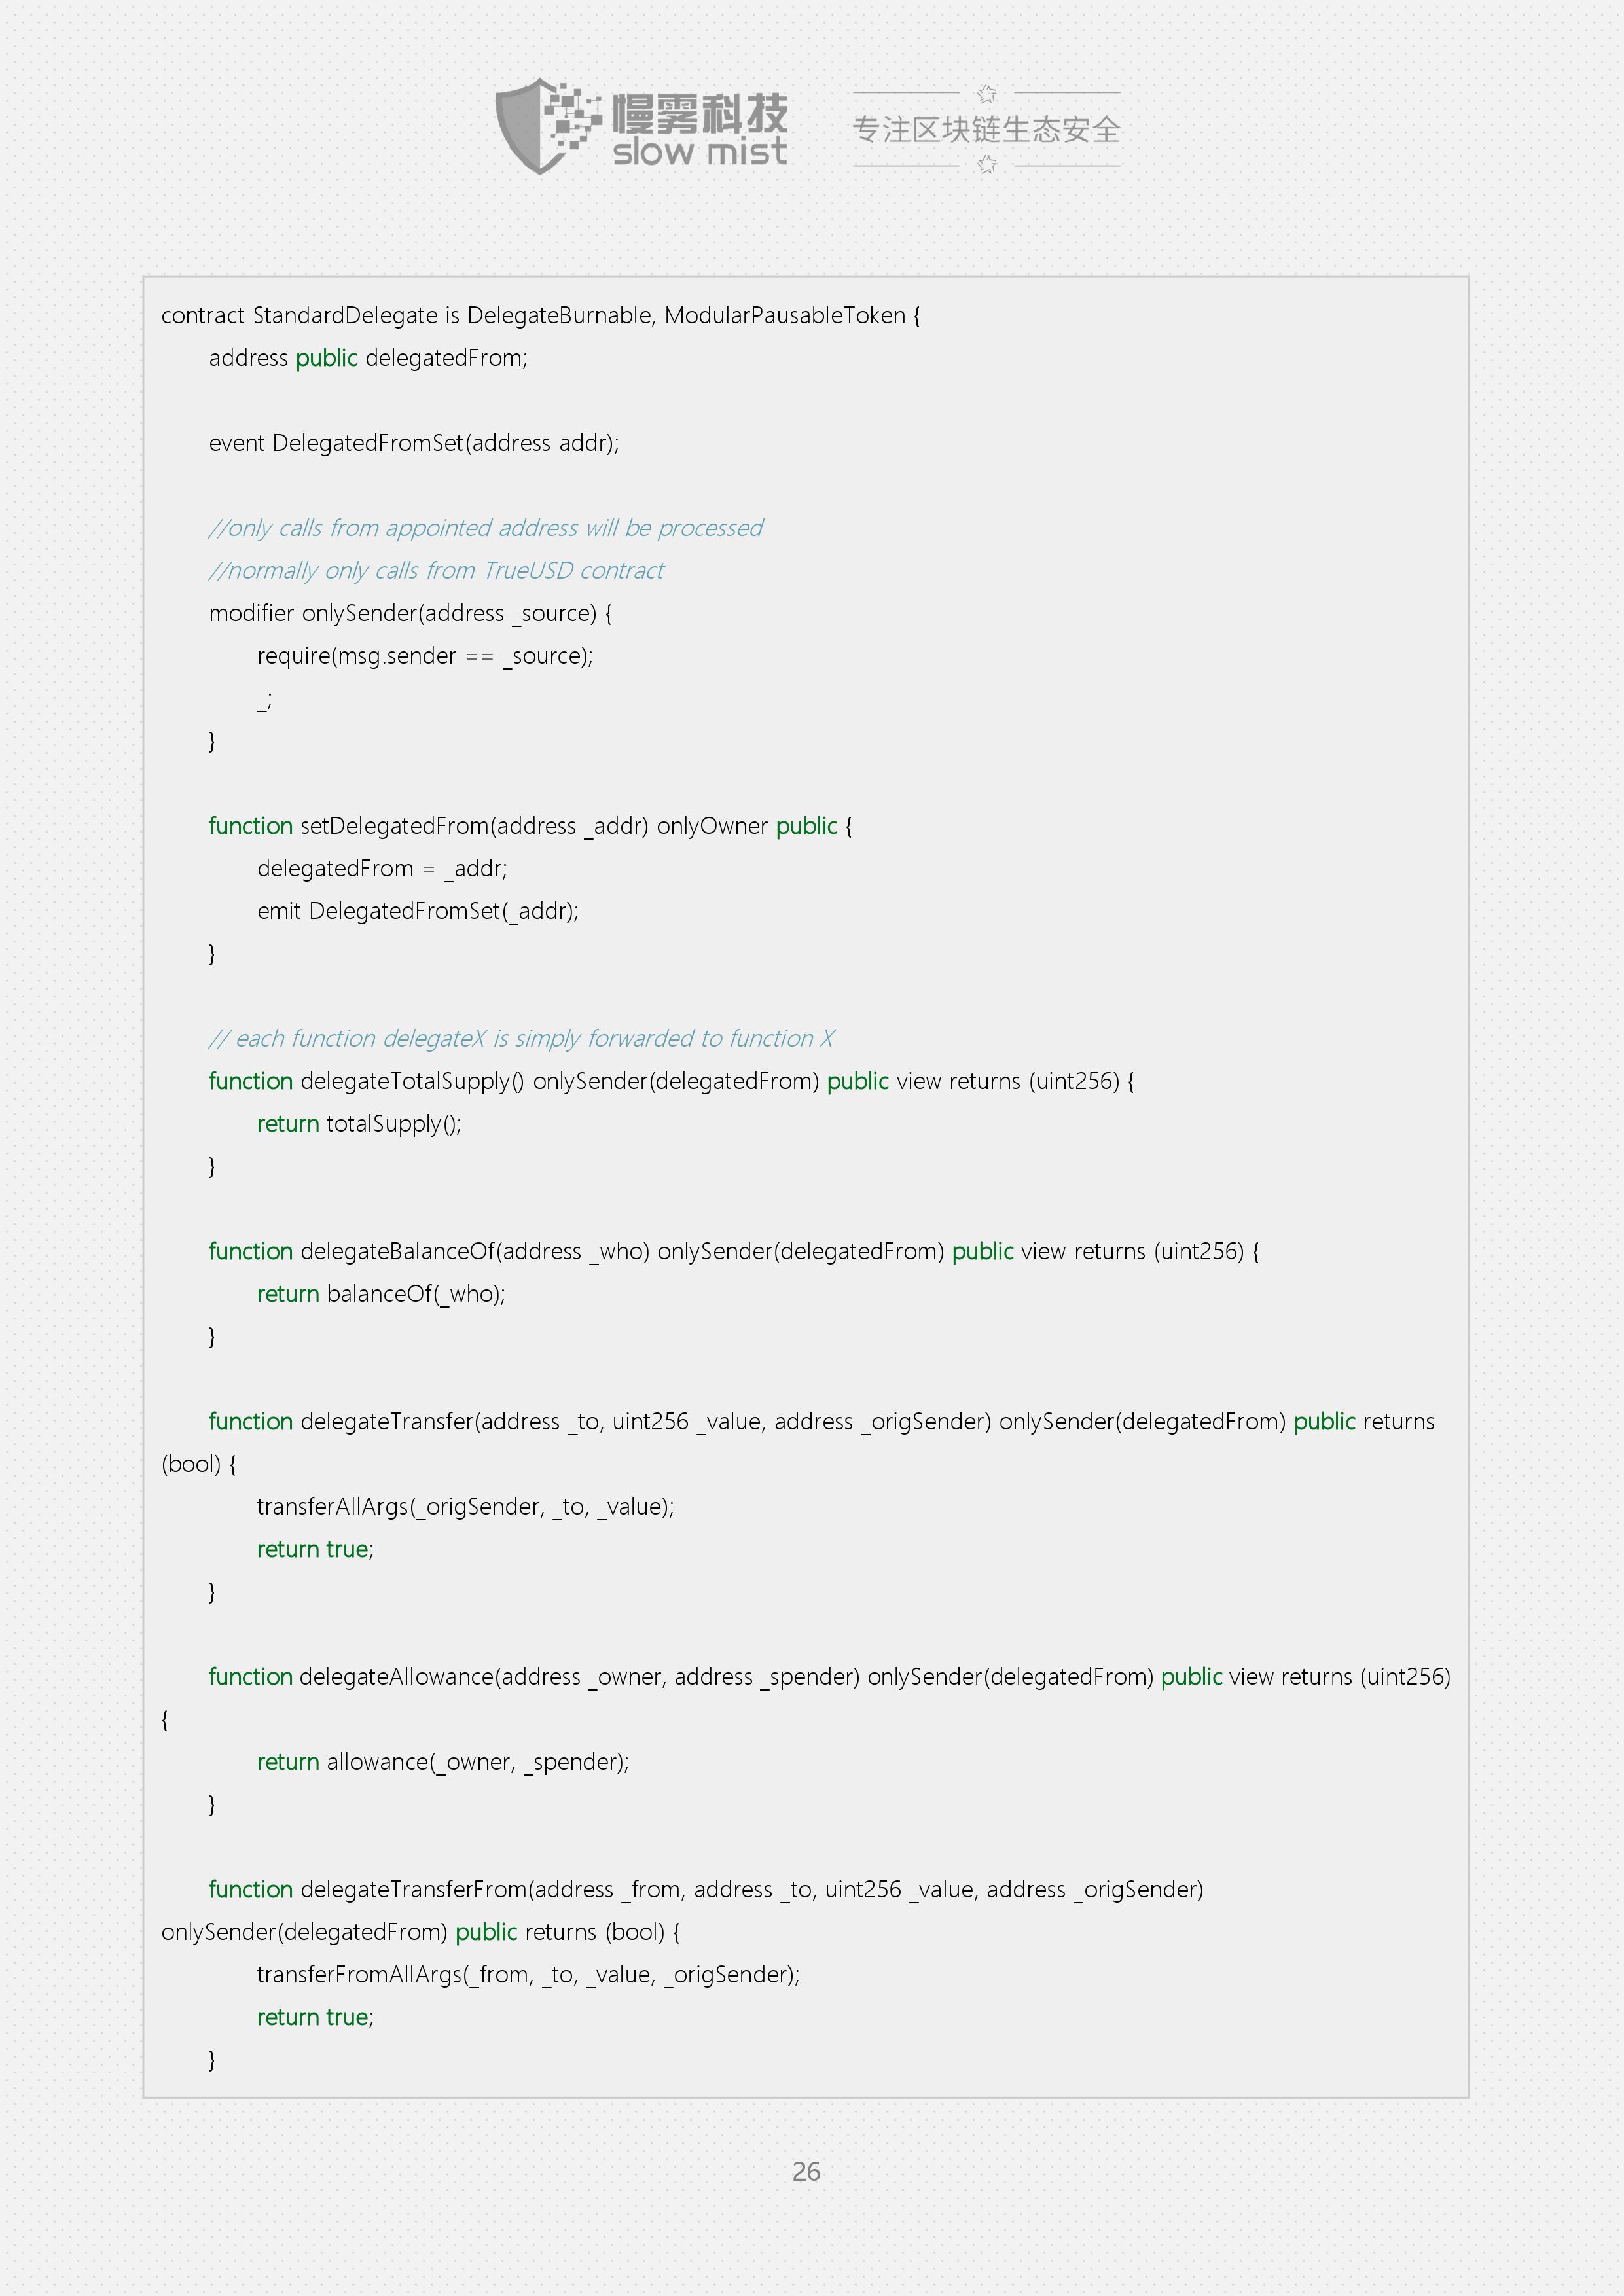 慢雾科技
slow mist
专注区块链生态安全
contract StandardDelegate is DelegateBurnable, ModularPausableToken {
address public delegatedFrom;
event DelegatedFromSet(address addr);
//only calls from appointed address will be processed
//normally only calls from TrueUSD contract
modifier onlySender(address _source) {
require(msg.sender == _source);
_;
}
function setDelegatedFrom(address _addr) onlyOwner public {
delegatedFrom = _addr;
emit DelegatedFromSet(_addr);
}
// each function delegateX is simply forwarded to function X
function delegateTotalSupply() onlySender(delegatedFrom) public view returns (uint256) {
return totalSupply();
}
function delegateBalanceOf(address _who) onlySender(delegatedFrom) public view returns (uint256) {
return balanceOf(_who);
}
function delegateTransfer(address _to, uint256 _value, address _origSender) onlySender(delegatedFrom) public returns
(bool) {
transferAllArgs(_origSender, _to, _value);
return true;
}
function delegateAllowance(address _owner, address _spender) onlySender(delegatedFrom) public view returns (uint256)
{
return allowance(_owner, _spender);
}
function delegateTransferFrom(address _from, address _to, uint256 _value, address _origSender)
onlySender(delegatedFrom) public returns (bool) {
transferFromAllArgs(_from, _to, _value, _origSender);
return true;
}
26